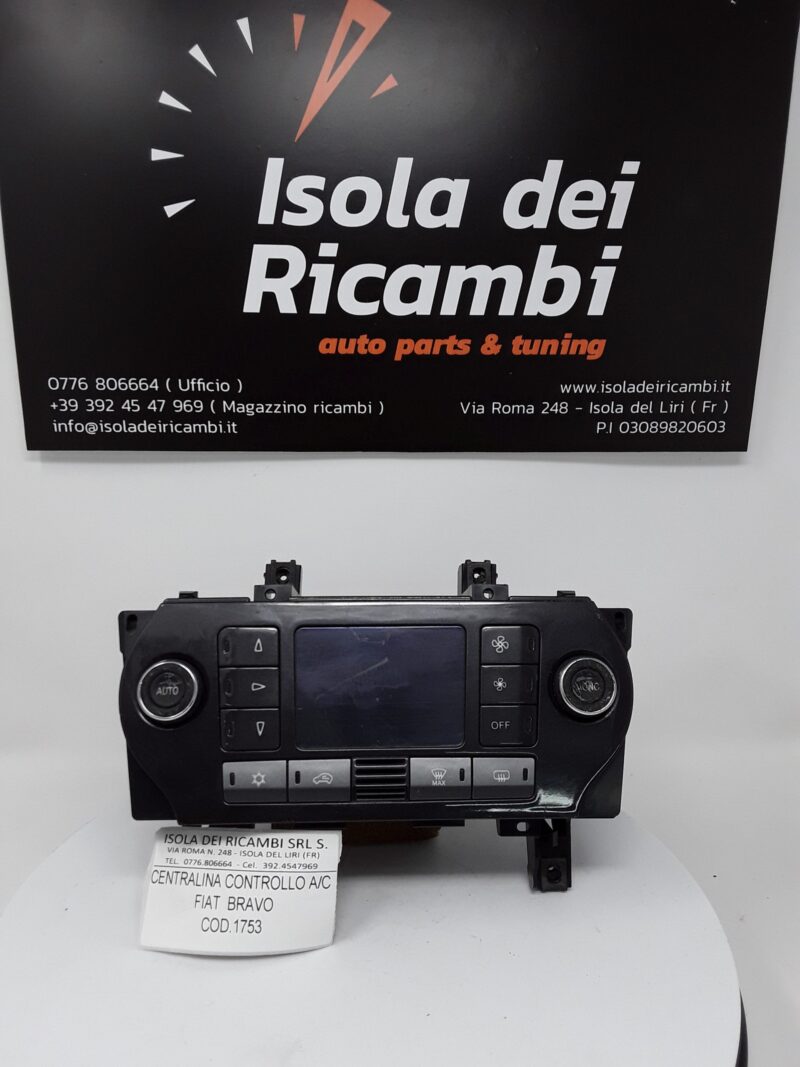 Isola dei
Ricambi
auto parts & tuning
0776 806664 ( Ufficio )
+39 392 45 47 969 ( Magazzino ricambi )
info@isoladeiricambi.it
www.isoladeiricambi.it
Via Roma 248 - Isola del Liri ( Fr )
P.I 03089820603
AUTO
MONO
OFF
MAX
ISOLA DEI RICAMBI SRL S.
VIA ROMA N. 248 - ISOLA DEL LIRI (FR)
TEL. 0776.806664 - Cel. 392.4547969
CENTRALINA CONTROLLO A/C
FIAT BRAVO
COD.1753